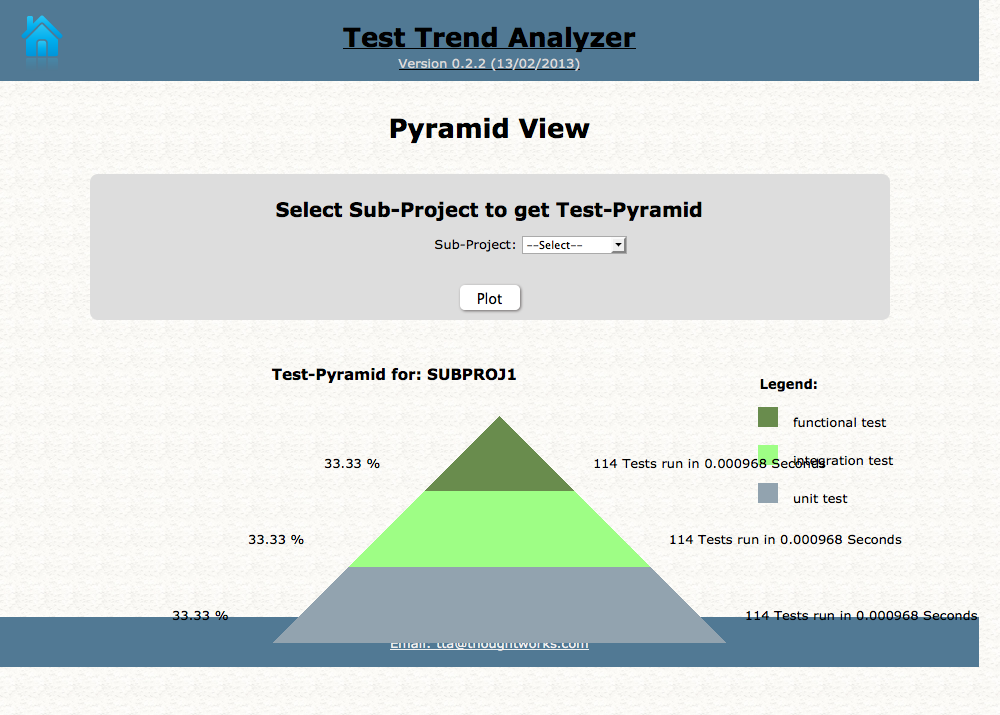 Test Trend Analyzer
Version 0.2.2 (13/02/2013)
Pyramid View
Select Sub-Project to get Test-Pyramid
Sub-Project: --Select--
Plot
Test-Pyramid for: SUBPROJ1
Legend:
functional test
integration test
33.33 % 114 Tests run in 0.000968 Seconds
unit test
33.33 % 114 Tests run in 0.000968 Seconds
33.33 % 114 Tests run in 0.000968 Seconds
Email: tta@thoughtworks.com